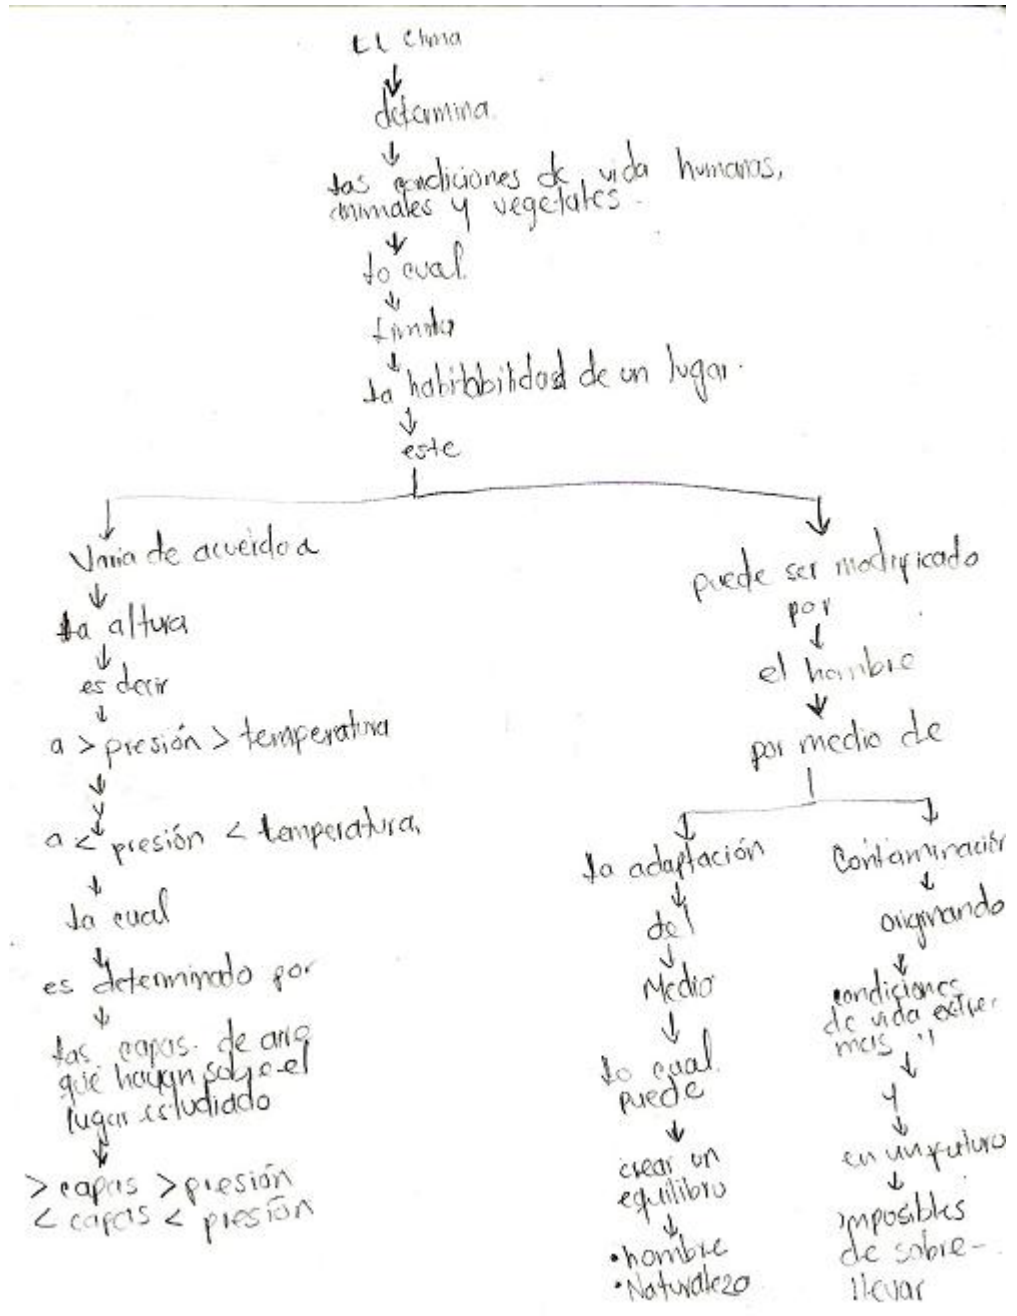 El clima
determina
las condiciones de vida humanas,
animales y vegetales.
lo cual
limita
la habitabilidad de un lugar.
este
Varia de acuerdo a
la altura
es decir
a > presión > temperatura
y
a < presión < temperatura,
la cual
es determinado por
las capas de aire
que hayan sobre el
lugar estudiado
> capas > presión
< capas < presión
puede ser modificado
por
el hombre
por medio de
la adaptación
del
Medio
lo cual
puede
crear un
equilibro
• hombre
• Naturaleza
Contaminación
originando
condiciones
de vida extre-
mas
y
en un futuro
imposibles
de sobre-
llevar